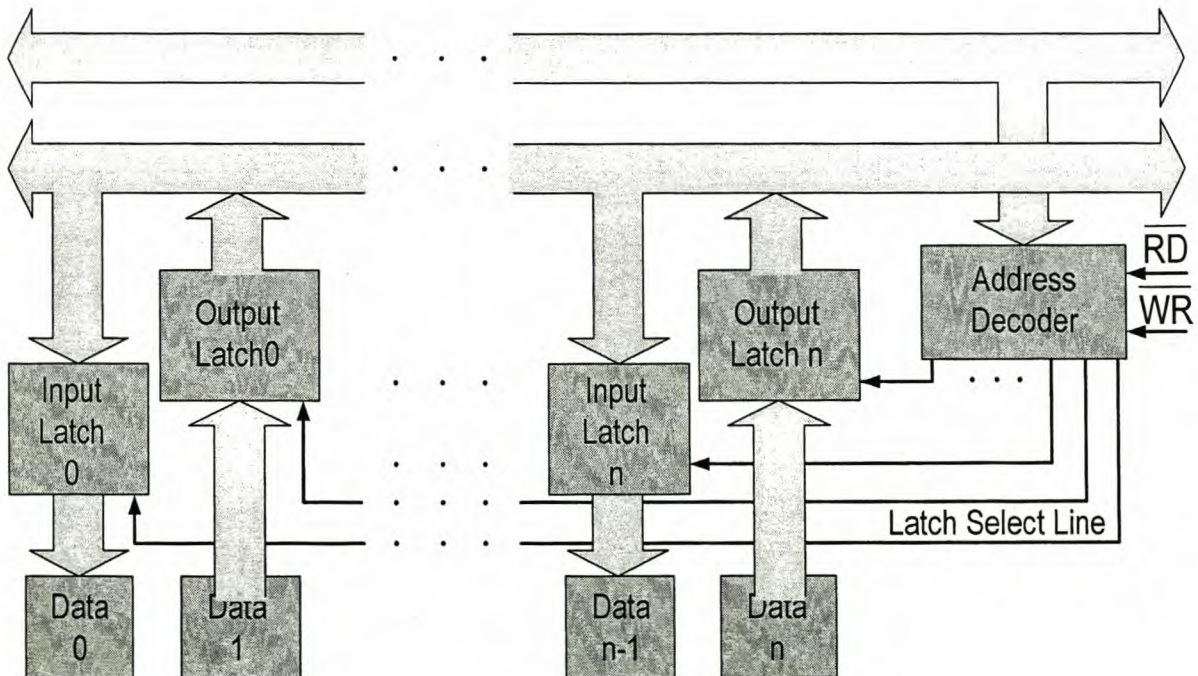 RD
WR
Address
Decoder
Output
Latch0
Output
Latch n
Input
Latch
0
Input
Latch
n
Latch Select Line
Data
0
Data
1
Data
n-1
Data
n